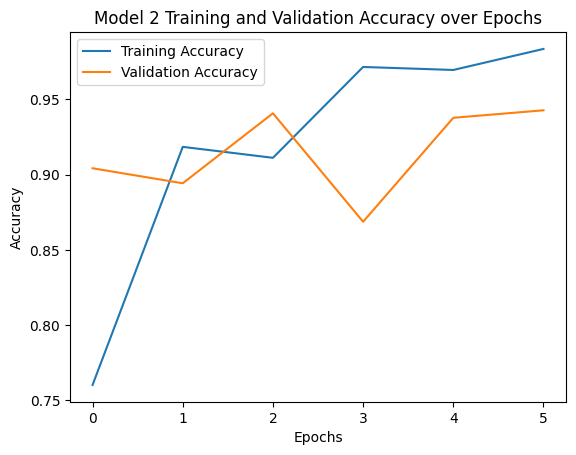 Model 2 Training and Validation Accuracy over Epochs
Training Accuracy
Validation Accuracy
0.95
0.90
0.85
0.80
0.75
Accuracy
0 1 2 3 4 5
Epochs